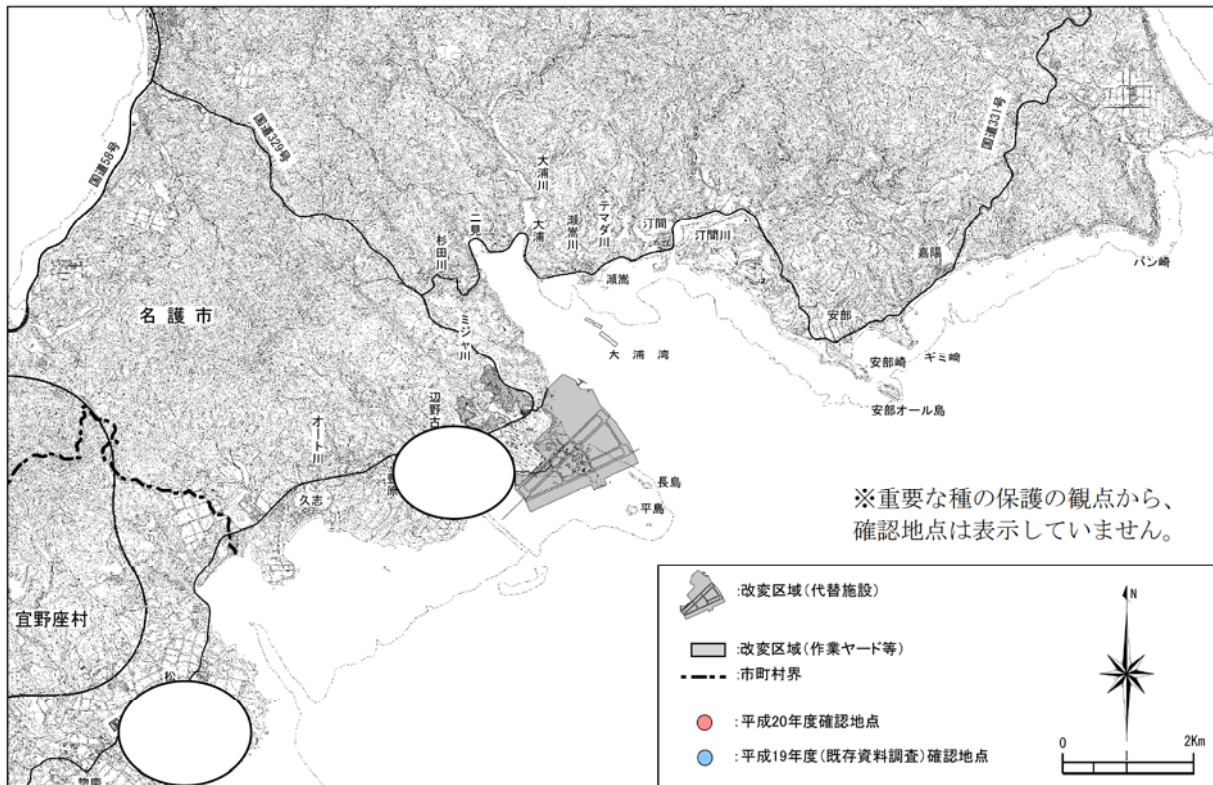 国道58号
国道329号
国道331号
大浦川
大浦
二見
杉田川
瀬嵩川
テマダ川
汀間
汀間川
瀬嵩
嘉陽
バン崎
安部
安部崎
ギミ崎
安部オール島
大浦湾
名護市
ミジャ川
辺野古
オート川
久志
長島
平島
宜野座村
松
※重要な種の保護の観点から、
確認地点は表示していません。
:改変区域(代替施設)
:改変区域(作業ヤード等)
:市町村界
:平成20年度確認地点
:平成19年度(既存資料調査)確認地点
N
0 2Km